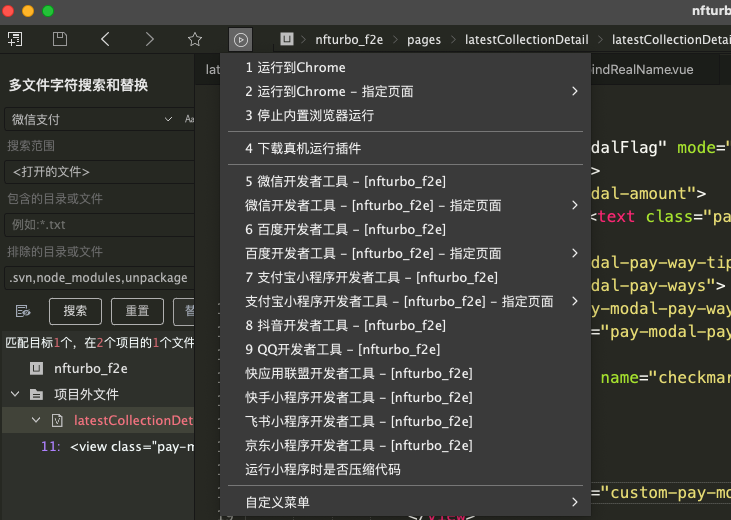 nfturbo
nfturbo_f2e > pages > latestCollectionDetail > latestCollectionDetai
多文件字符搜索和替换
indRealName.vue
微信支付
Aa
搜索范围
<打开的文件>
包含的目录或文件
例如:*.txt
排除的目录或文件
.svn,node_modules,unpackage
搜索
重置
匹配目标1个，在2个项目的1个文件
nfturbo_f2e
项目外文件
latestCollectionDet
11: <view class="pay-m
1 运行到Chrome
2 运行到Chrome - 指定页面
3 停止内置浏览器运行
4 下载真机运行插件
5 微信开发者工具 - [nfturbo_f2e]
微信开发者工具 - [nfturbo_f2e] - 指定页面
6 百度开发者工具 - [nfturbo_f2e]
百度开发者工具 - [nfturbo_f2e] - 指定页面
7 支付宝小程序开发者工具 - [nfturbo_f2e]
支付宝小程序开发者工具 - [nfturbo_f2e] - 指定页面
8 抖音开发者工具 - [nfturbo_f2e]
9 QQ开发者工具 - [nfturbo_f2e]
快应用联盟开发者工具 - [nfturbo_f2e]
快手小程序开发者工具 - [nfturbo_f2e]
飞书小程序开发者工具 - [nfturbo_f2e]
京东小程序开发者工具 - [nfturbo_f2e]
运行小程序时是否压缩代码
自定义菜单
dalFlag" mode="
>
dal-amount">
<text class="pa
dal-pay-way-tip
dal-pay-ways">
y-modal-pay-way
="pay-modal-pay
name="checkmar
="custom-pay-mo
</view>